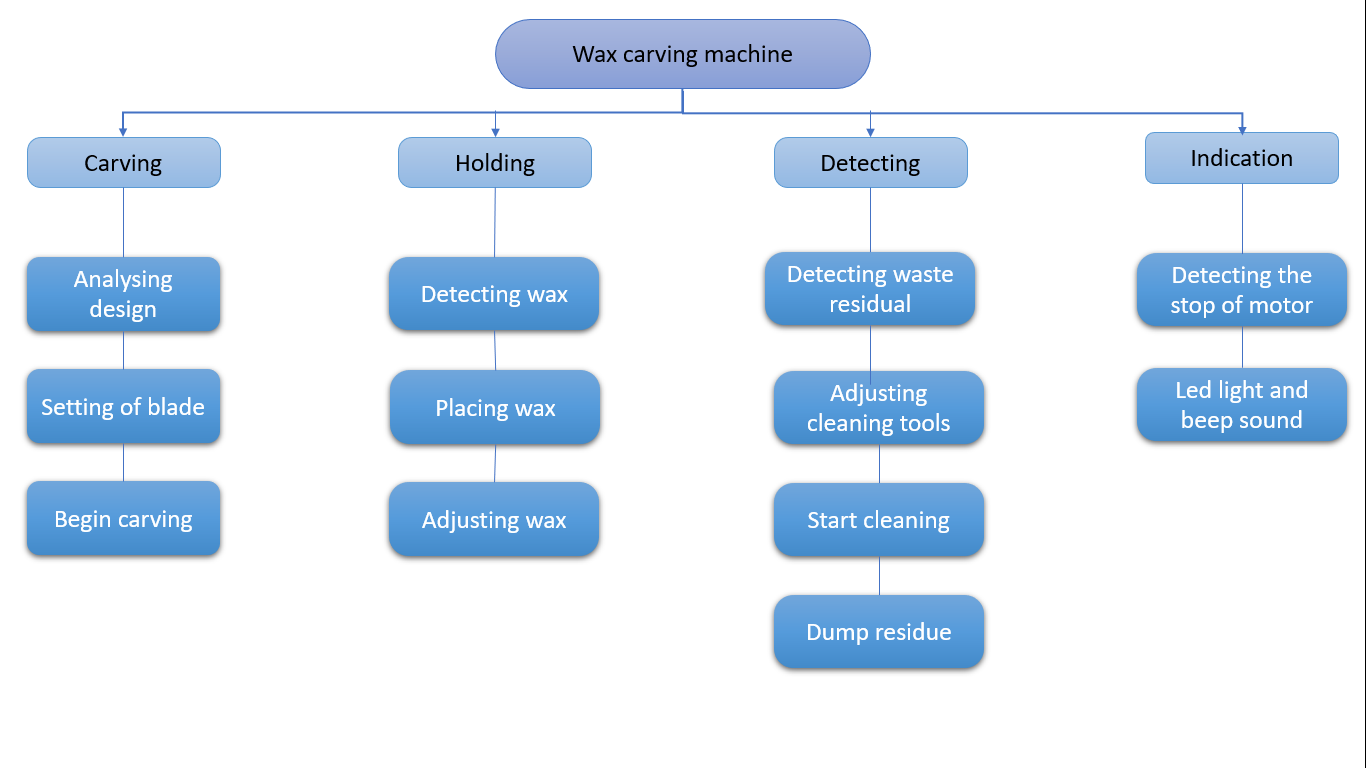 Wax carving machine
Carving
Holding
Detecting
Indication
Analysing
design
Setting of blade
Begin carving
Detecting wax
Placing wax
Adjusting wax
Detecting waste
residual
Adjusting
cleaning tools
Start cleaning
Dump residue
Detecting the
stop of motor
Led light and
beep sound